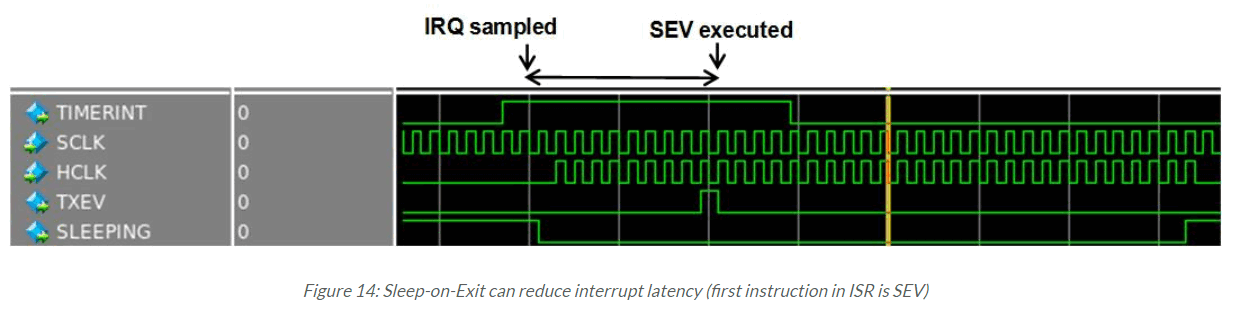 IRQ sampled
SEV executed
TIMERINT 0
SCLK 0
HCLK 0
TXEV 0
SLEEPING 0
Figure 14: Sleep-on-Exit can reduce interrupt latency (first instruction in ISR is SEV)